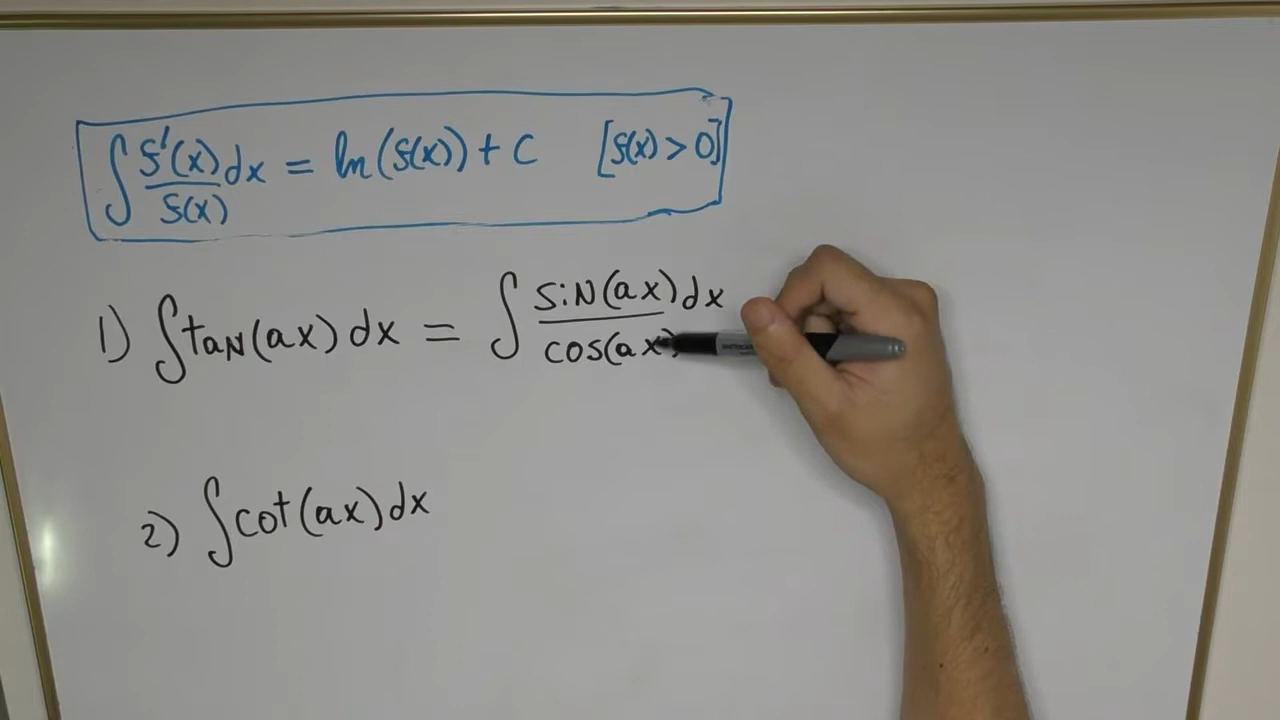 ∫ f'(x)/f(x) dx = ln(f(x)) + C [f(x) > 0]
1) ∫ tan(ax) dx = ∫ sin(ax)/cos(ax) dx
2) ∫ cot(ax) dx